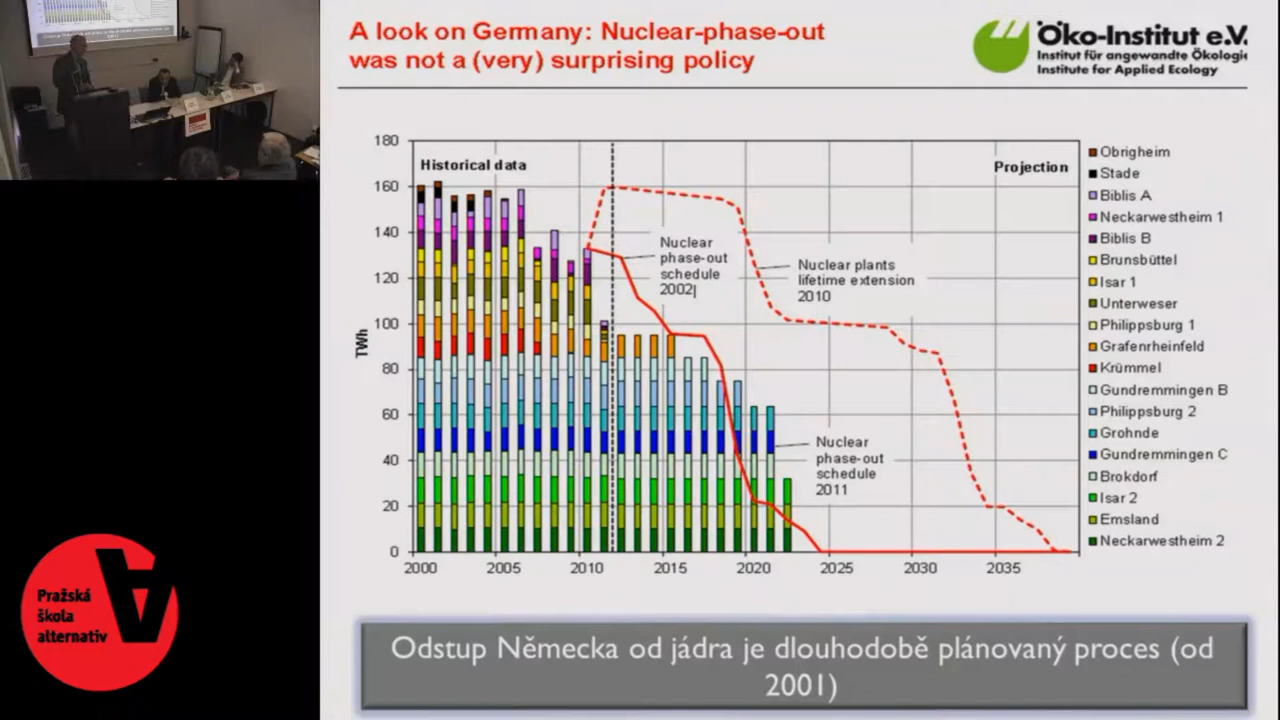 A look on Germany: Nuclear-phase-out
was not a (very) surprising policy
Öko-Institut e.V.
Institut für angewandte Ökologie
Institute for Applied Ecology
Historical data
Projection
TWh
180
160
140
120
100
80
60
40
20
0
2000
2005
2010
2015
2020
2025
2030
2035
Nuclear
phase-out
schedule
2002
Nuclear plants
lifetime extension
2010
Nuclear
phase-out
schedule
2011
Obrigheim
Stade
Biblis A
Neckarwestheim 1
Biblis B
Brunsbüttel
Isar 1
Unterweser
Philippsburg 1
Grafenrheinfeld
Krümmel
Gundremmingen B
Philippsburg 2
Grohnde
Gundremmingen C
Brokdorf
Isar 2
Emsland
Neckarwestheim 2
Pražská
škola
alternativ
Odstup Německa od jádra je dlouhodobě plánovaný proces (od
2001)